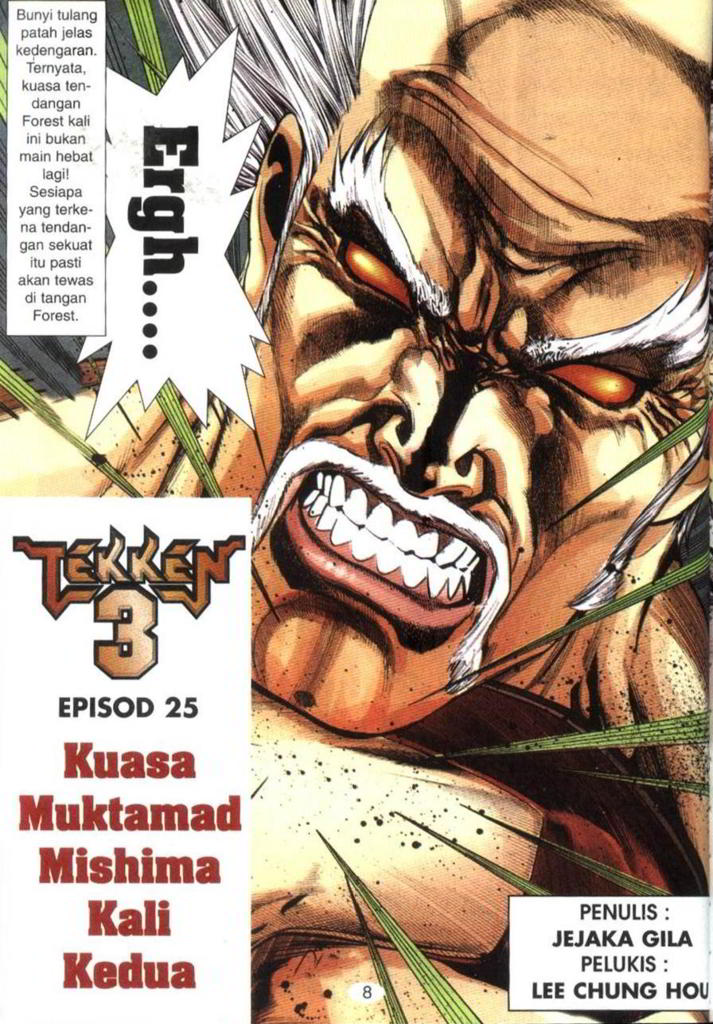 Bunyi tulang
patah jelas
kedengaran.
Ternyata,
kuasa ten-
dangan
Forest kali
ini bukan
main hebat
lagi!
Sesiapa
yang terke-
na tendan-
gan sekuat
itu pasti
akan tewas
di tangan
Forest.
Ergh....
TEKKEN
3
EPISOD 25
Kuasa
Muktamad
Mishima
Kali
Kedua
PENULIS :
JEJAKA GILA
PELUKIS :
LEE CHUNG HOU
8